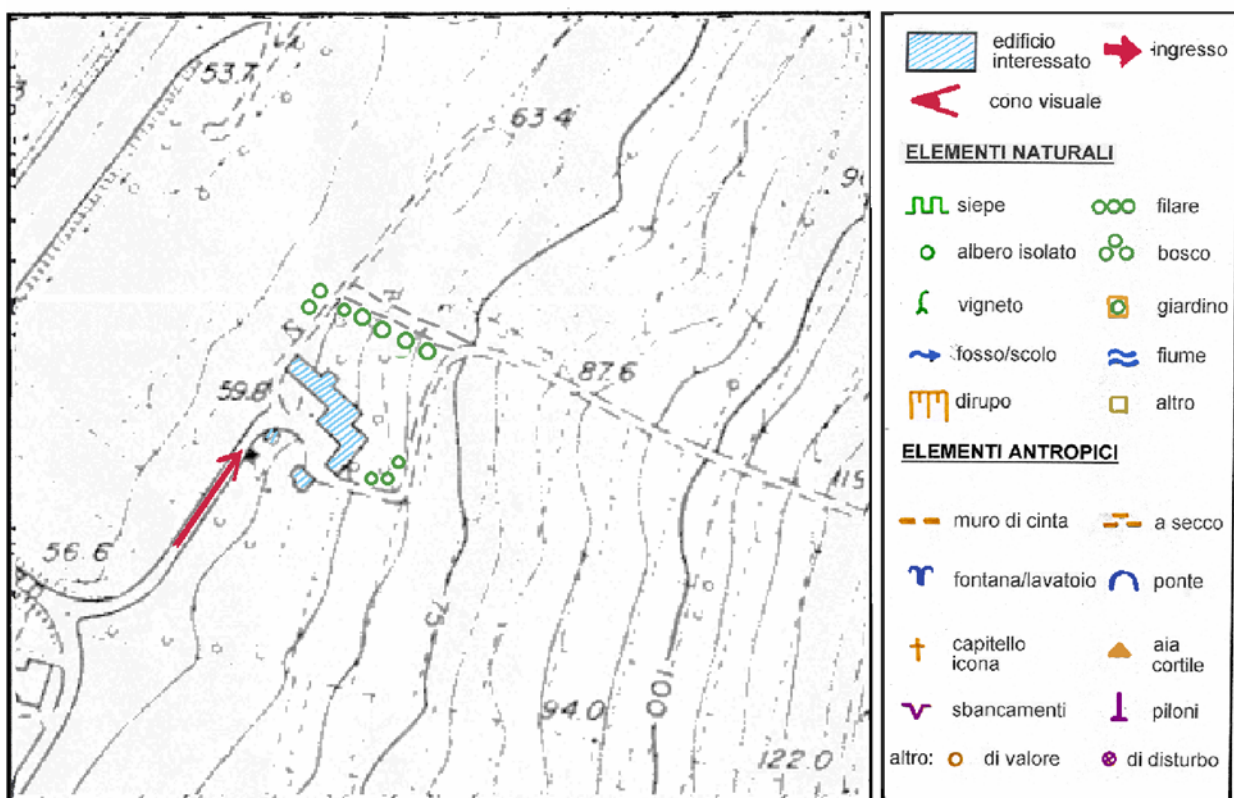 53.7
63.4
59.8
87.6
56.6
75
100
94.0
122.0
115
edificio
interessato
ingresso
cono visuale
ELEMENTI NATURALI
siepe
filare
albero isolato
bosco
vigneto
giardino
fosso/scolo
fiume
dirupo
altro
ELEMENTI ANTROPICI
muro di cinta
a secco
fontana/lavatoio
ponte
capitello
icona
aia
cortile
sbancamenti
piloni
altro: di valore di disturbo